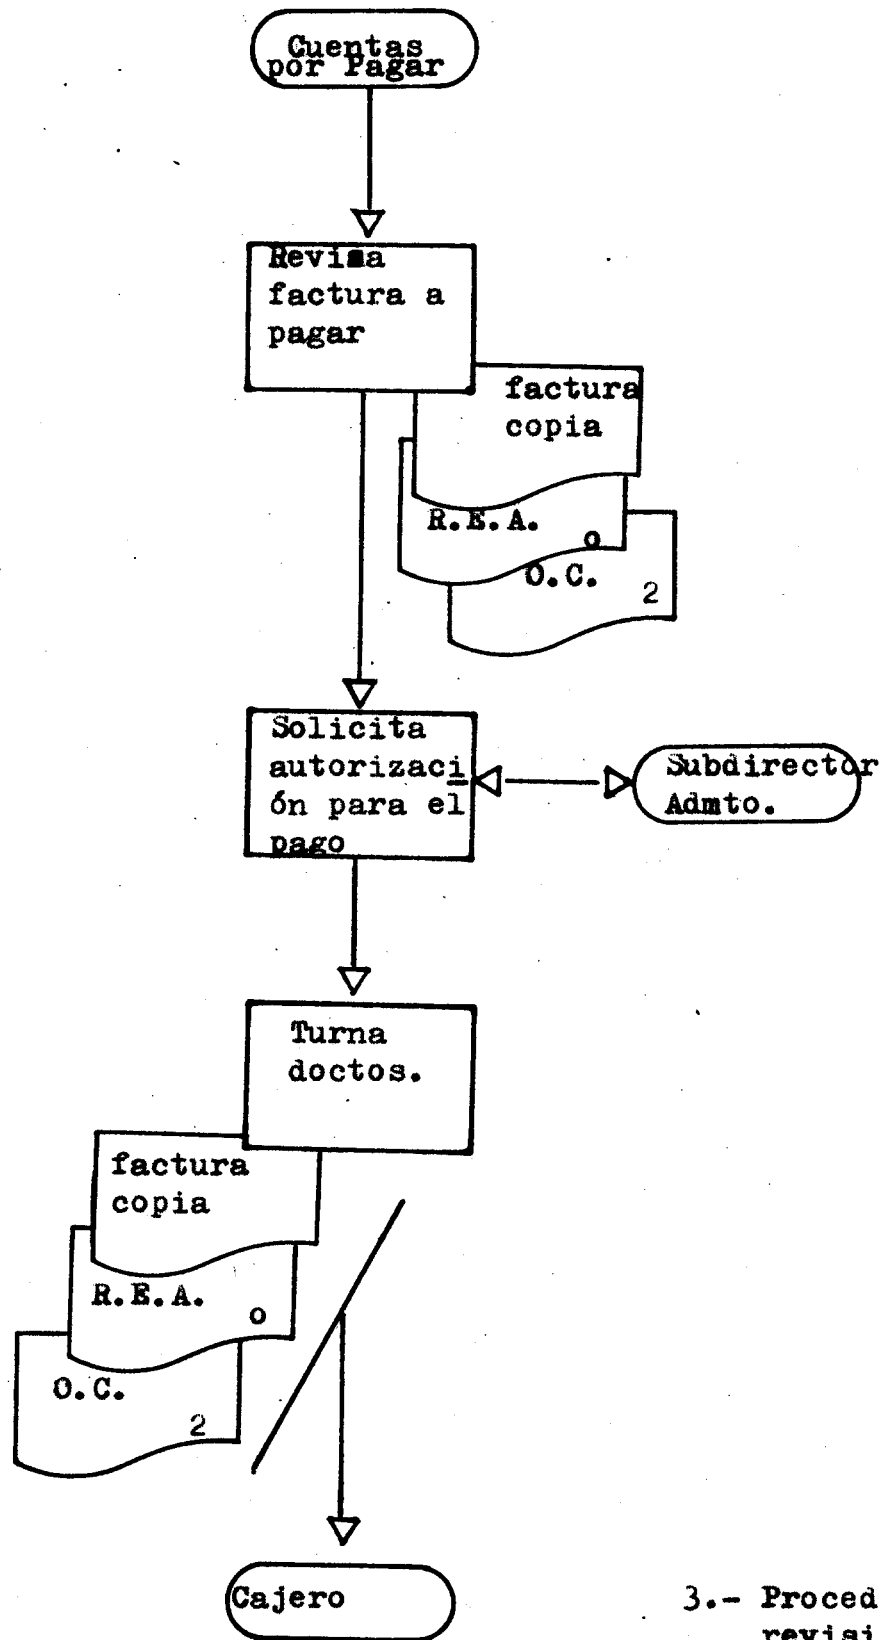 Cuentas
por Pagar
Revisa
factura a
pagar
factura
copia
R.E.A.
o
O.C.
2
Solicita
autorizaci
ón para el
pago
Subdirector
Admto.
Turna
doctos.
factura
copia
R.E.A.
o
O.C.
2
Cajero
3.- Proced
revisi